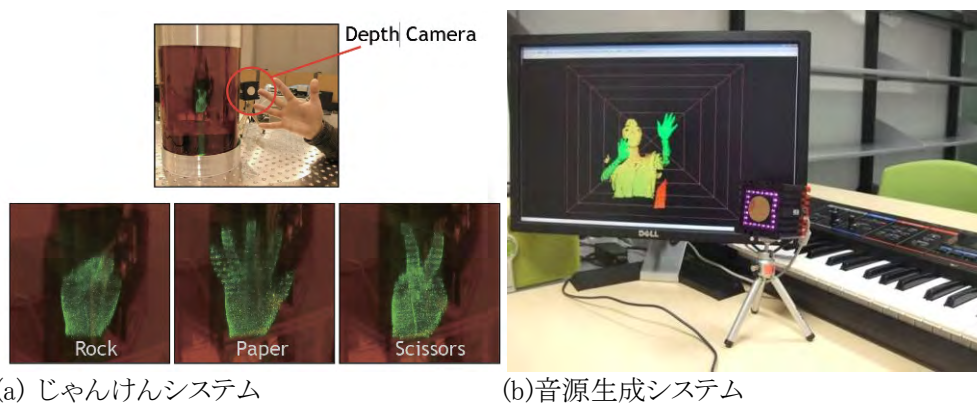 Depth Camera
Rock
Paper
Scissors
DELL
(a) じゃんけんシステム
(b)音源生成システム